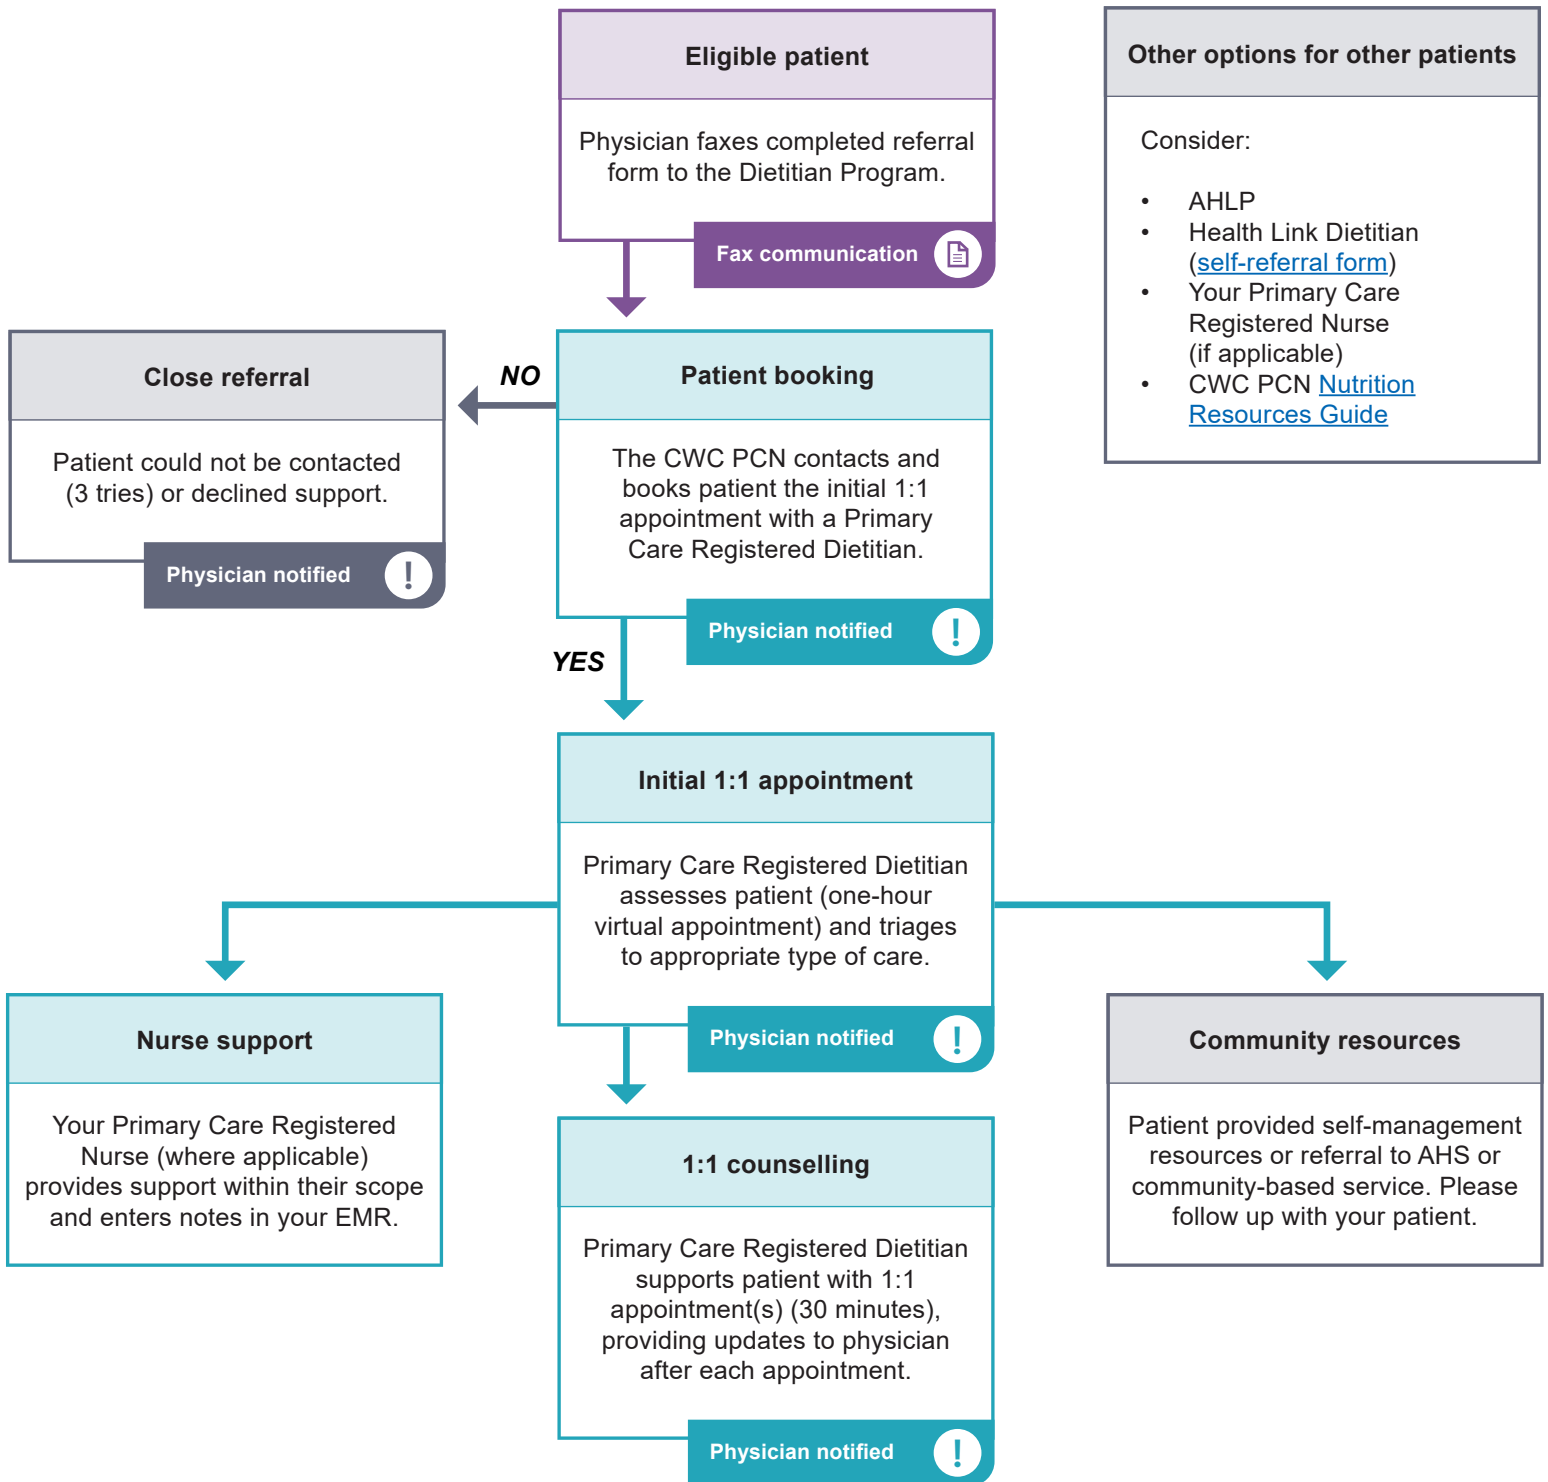 Eligible patient
Physician faxes completed referral
form to the Dietitian Program.
Fax communication
Other options for other patients
Consider:
• AHLP
• Health Link Dietitian
(self-referral form)
• Your Primary Care
Registered Nurse
(if applicable)
• CWC PCN Nutrition
Resources Guide
Close referral
Patient could not be contacted
(3 tries) or declined support.
Physician notified !
NO
Patient booking
The CWC PCN contacts and
books patient the initial 1:1
appointment with a Primary
Care Registered Dietitian.
Physician notified !
YES
Initial 1:1 appointment
Primary Care Registered Dietitian
assesses patient (one-hour
virtual appointment) and triages
to appropriate type of care.
Physician notified !
Nurse support
Your Primary Care Registered
Nurse (where applicable)
provides support within their scope
and enters notes in your EMR.
1:1 counselling
Primary Care Registered Dietitian
supports patient with 1:1
appointment(s) (30 minutes),
providing updates to physician
after each appointment.
Physician notified !
Community resources
Patient provided self-management
resources or referral to AHS or
community-based service. Please
follow up with your patient.